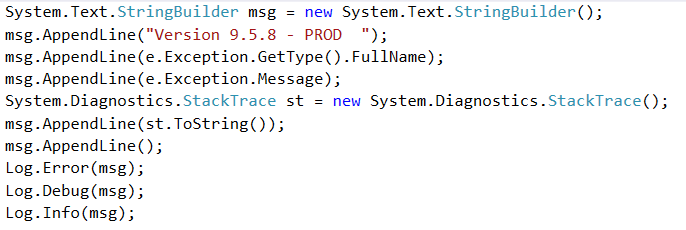 System.Text.StringBuilder msg = new System.Text.StringBuilder();
msg.AppendLine("Version 9.5.8 - PROD  ");
msg.AppendLine(e.Exception.GetType().FullName);
msg.AppendLine(e.Exception.Message);
System.Diagnostics.StackTrace st = new System.Diagnostics.StackTrace();
msg.AppendLine(st.ToString());
msg.AppendLine();
Log.Error(msg);
Log.Debug(msg);
Log.Info(msg);